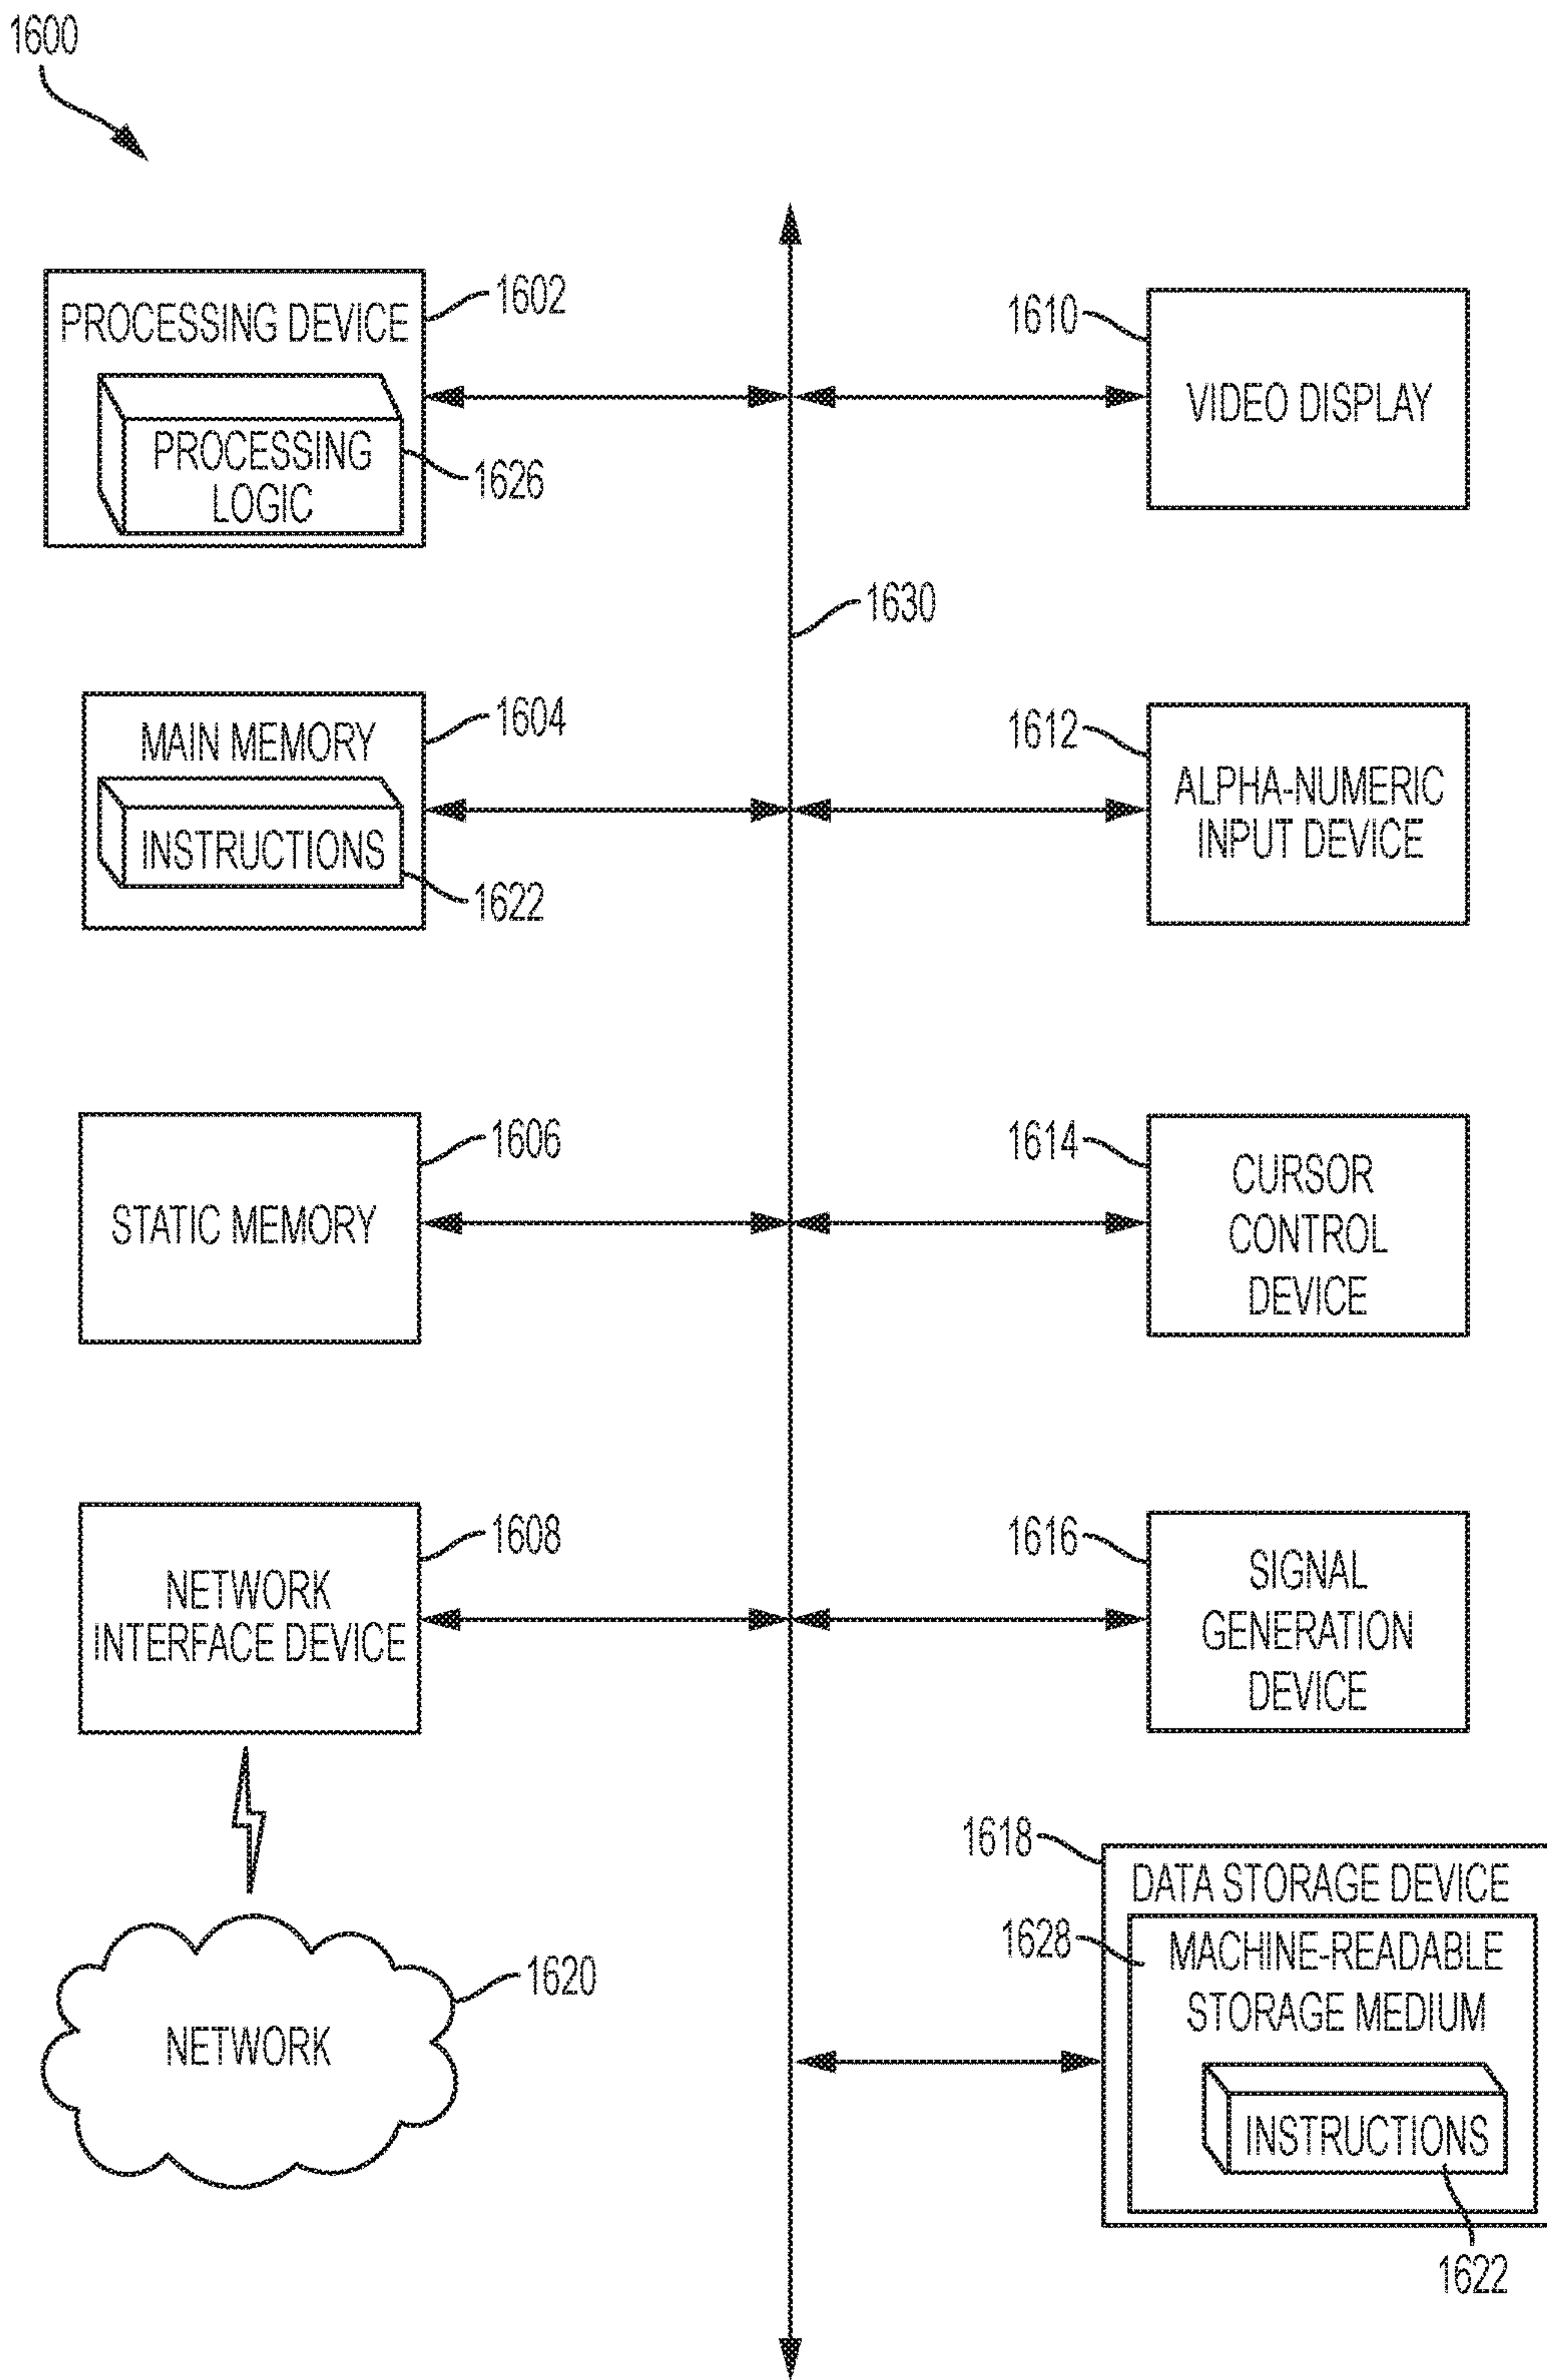 1600
PROCESSING DEVICE
1602
PROCESSING
LOGIC
1626
1610
VIDEO DISPLAY
1630
MAIN MEMORY
1604
INSTRUCTIONS
1622
1612
ALPHA-NUMERIC
INPUT DEVICE
STATIC MEMORY
1606
1614
CURSOR
CONTROL
DEVICE
NETWORK
INTERFACE DEVICE
1608
1616
SIGNAL
GENERATION
DEVICE
NETWORK
1620
1618
DATA STORAGE DEVICE
1628
MACHINE-READABLE
STORAGE MEDIUM
INSTRUCTIONS
1622